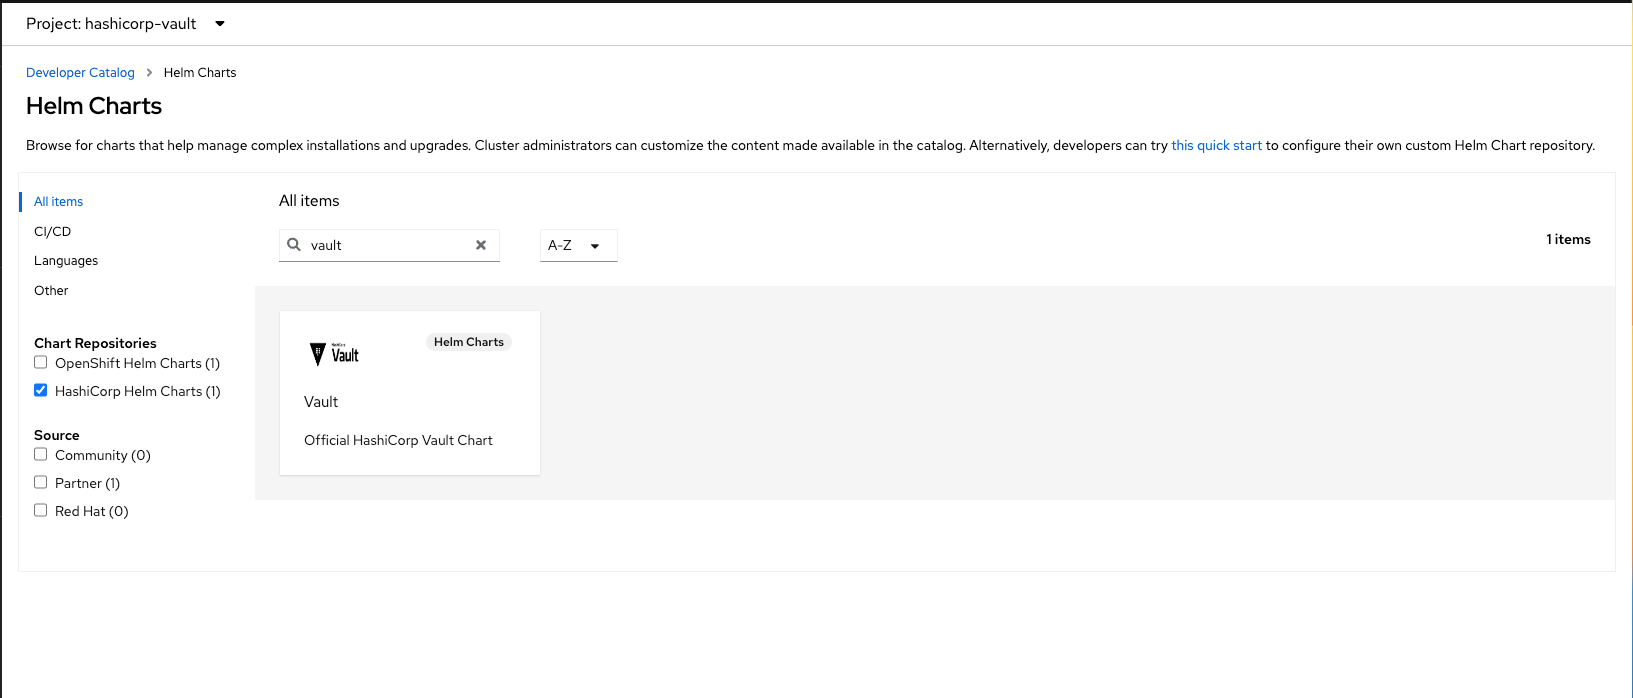 Project: hashicorp-vault
Developer Catalog > Helm Charts
Helm Charts
Browse for charts that help manage complex installations and upgrades. Cluster administrators can customize the content made available in the catalog. Alternatively, developers can try this quick start to configure their own custom Helm Chart repository.
All items
CI/CD
Languages
Other
Chart Repositories
OpenShift Helm Charts (1)
HashiCorp Helm Charts (1)
Source
Community (0)
Partner (1)
Red Hat (0)
All items
vault
A-Z
1 items
Vault
Helm Charts
Vault
Official HashiCorp Vault Chart